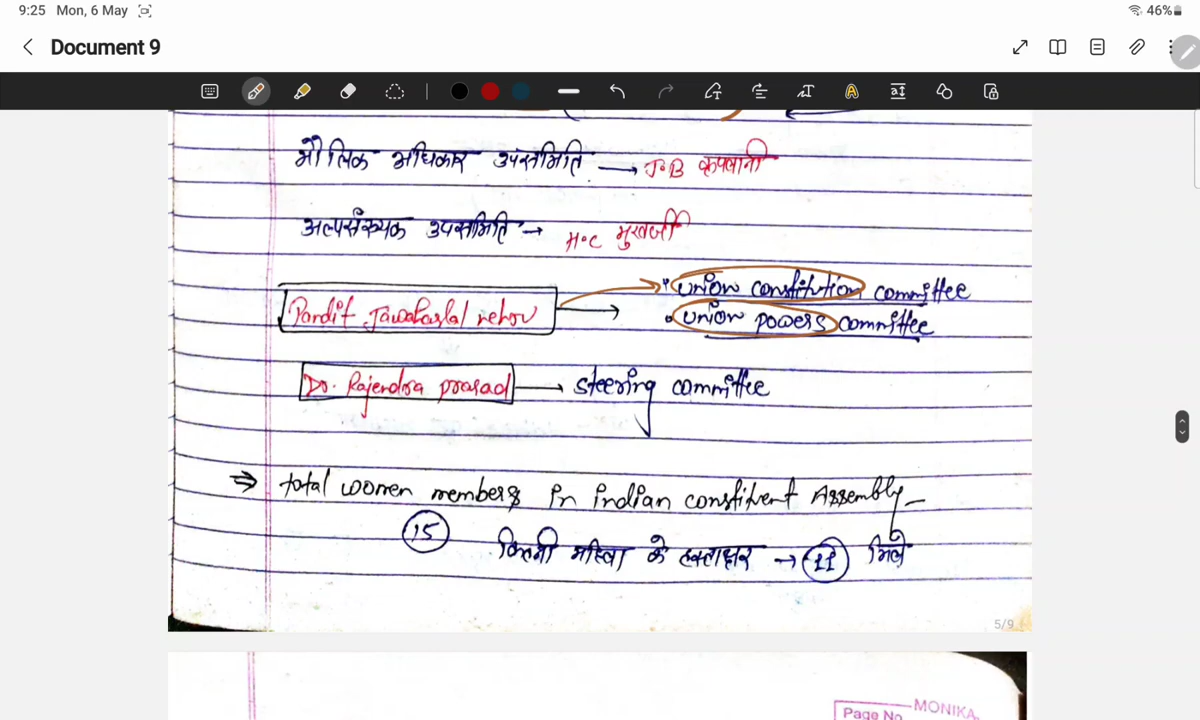 9:25 Mon, 6 May
46%
Document 9
मौलिक अधिकार उपसमिति → J.B कृपलानी
अल्पसंख्यक उपसमिति → H.C मुखर्जी
Pandit Jawaharlal nehru → • union constitution committee
• union powers committee
Dr. Rajendra prasad → steering committee
⇒ total women members in indian constituent Assembly -
15
कितनी महिला के हस्ताक्षर → 11 मिले
5/9
MONIKA
Page No